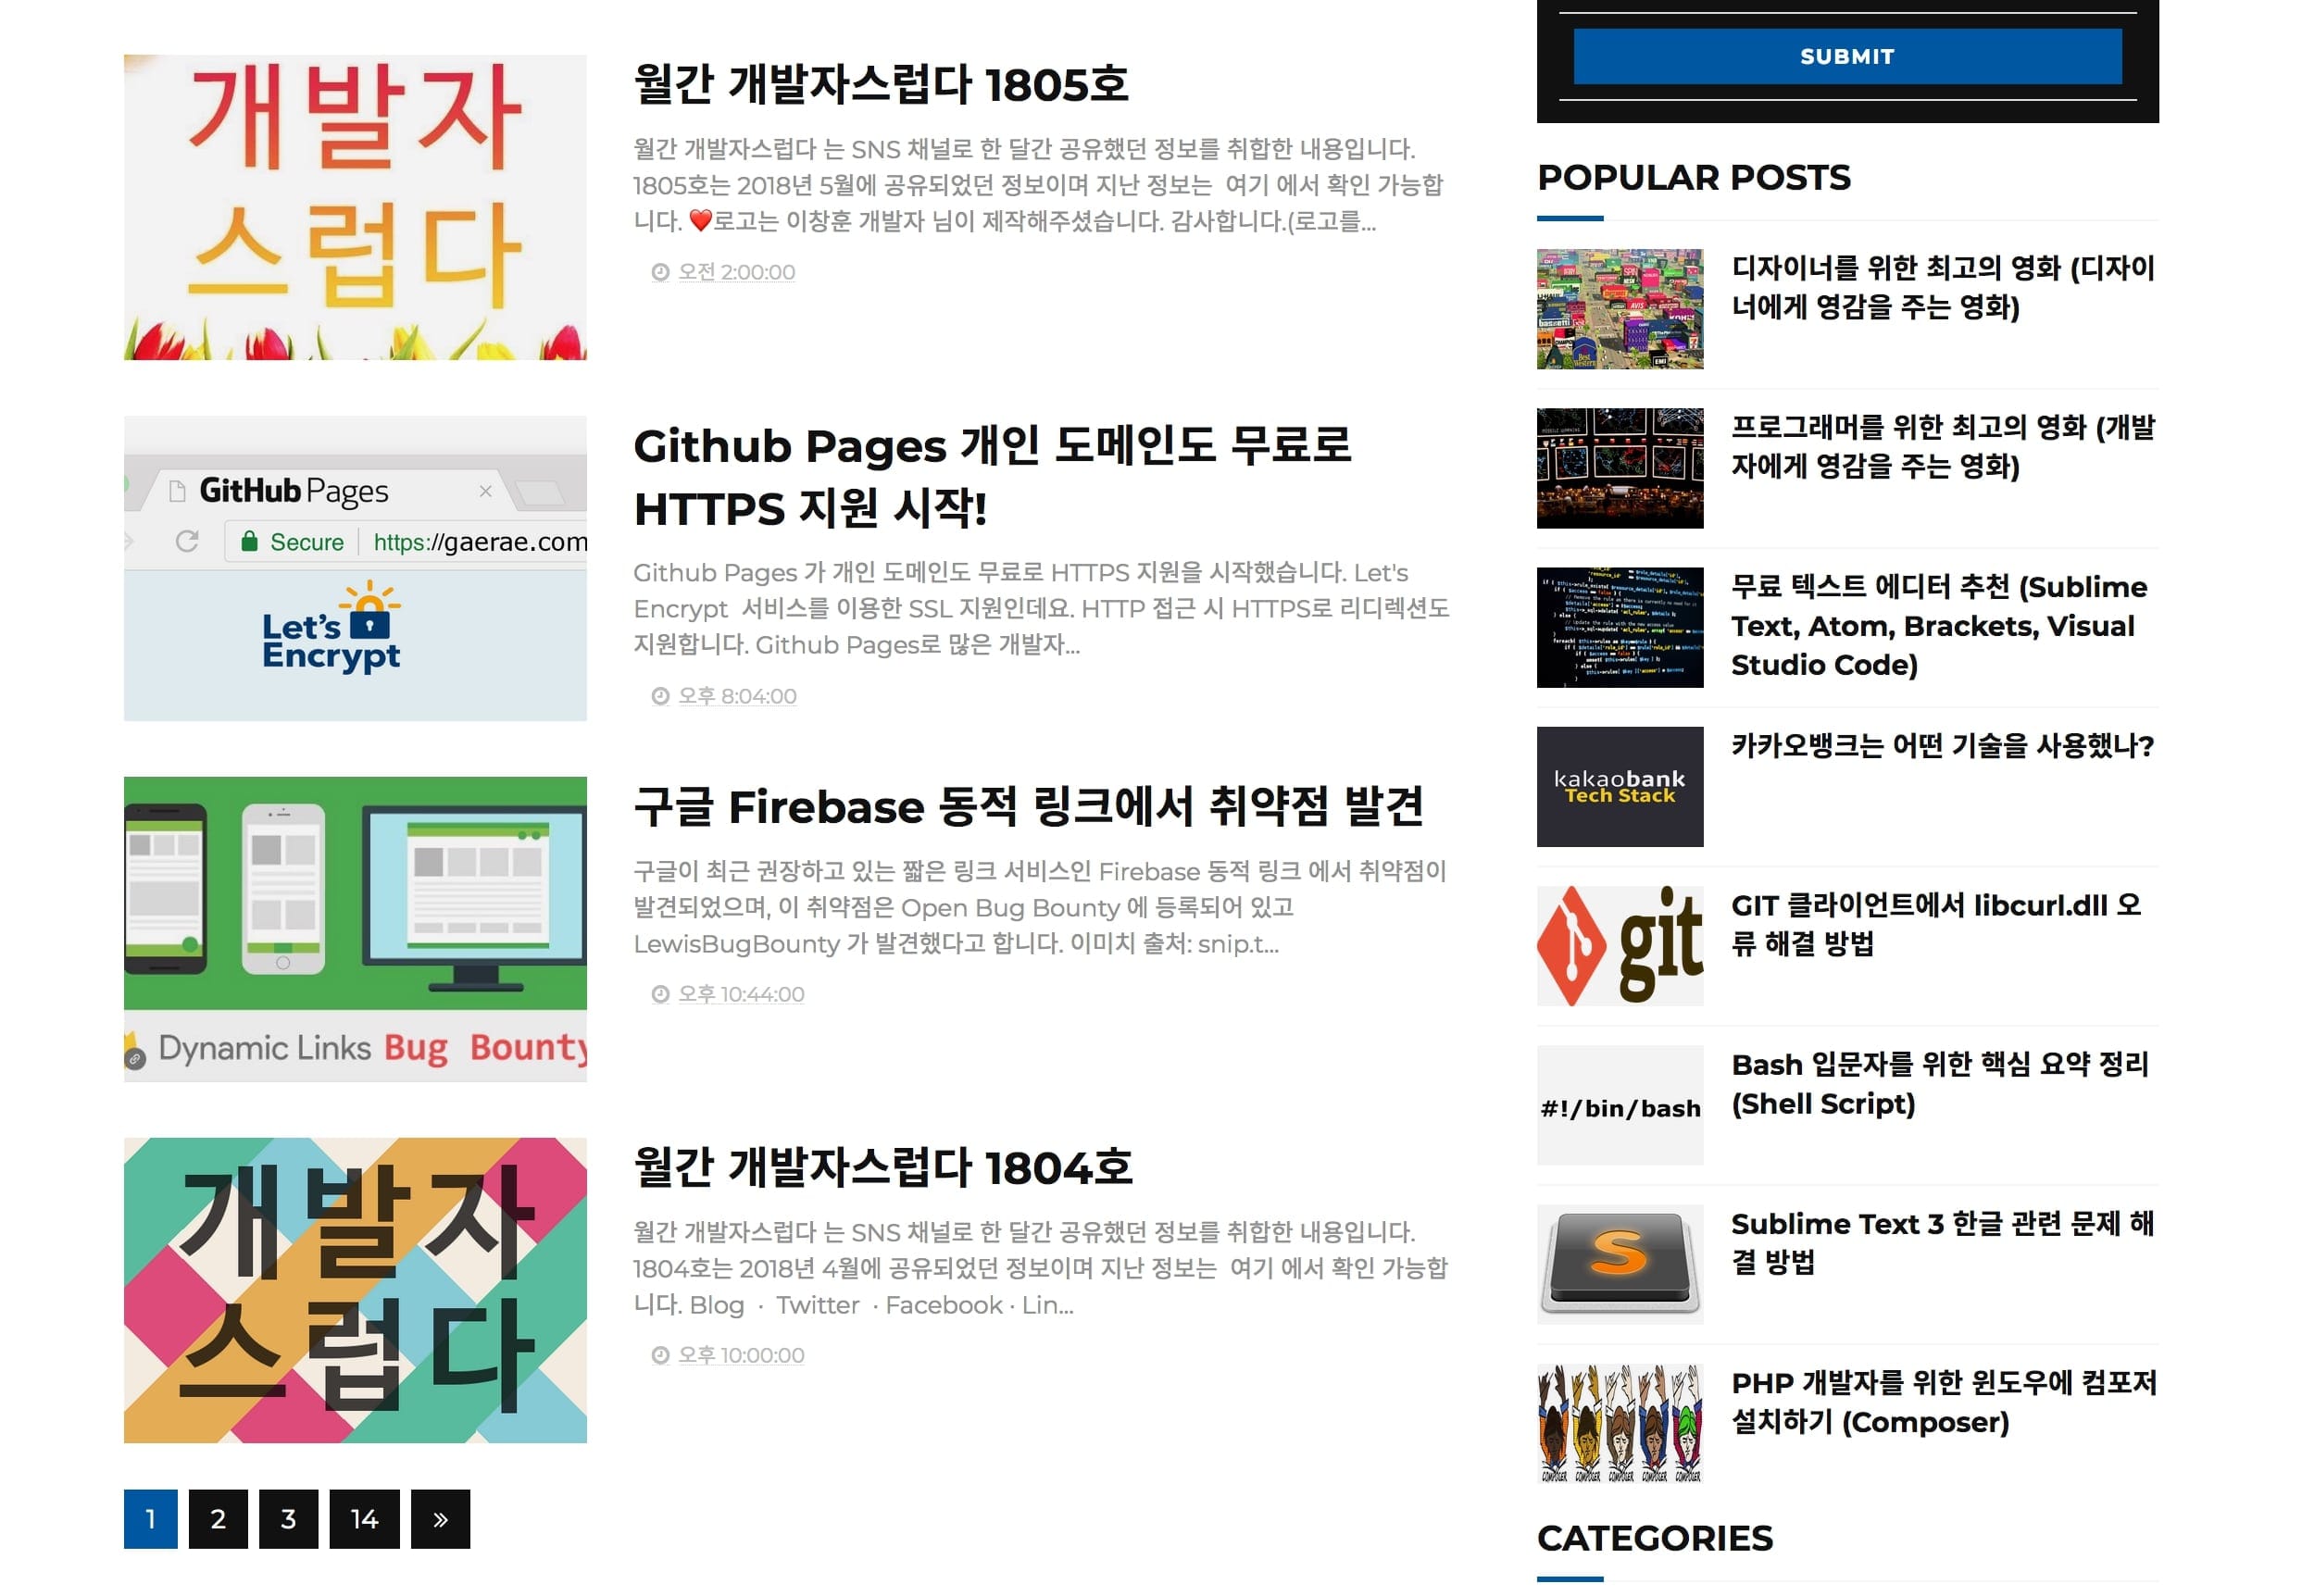 개발자
스럽다
월간 개발자스럽다 1805호
월간 개발자스럽다 는 SNS 채널로 한 달간 공유했던 정보를 취합한 내용입니다.
1805호는 2018년 5월에 공유되었던 정보이며 지난 정보는 여기 에서 확인 가능합
니다. ❤️로고는 이창훈 개발자 님이 제작해주셨습니다. 감사합니다.(로고를...
오전 2:00:00
GitHub Pages
Secure https://gaerae.com
Let's
Encrypt
Github Pages 개인 도메인도 무료로
HTTPS 지원 시작!
Github Pages 가 개인 도메인도 무료로 HTTPS 지원을 시작했습니다. Let's
Encrypt 서비스를 이용한 SSL 지원인데요. HTTP 접근 시 HTTPS로 리디렉션도
지원합니다. Github Pages로 많은 개발자...
오후 8:04:00
Dynamic Links Bug Bounty
구글 Firebase 동적 링크에서 취약점 발견
구글이 최근 권장하고 있는 짧은 링크 서비스인 Firebase 동적 링크 에서 취약점이
발견되었으며, 이 취약점은 Open Bug Bounty 에 등록되어 있고
LewisBugBounty 가 발견했다고 합니다. 이미치 출처: snip.t...
오후 10:44:00
개발자
스럽다
월간 개발자스럽다 1804호
월간 개발자스럽다 는 SNS 채널로 한 달간 공유했던 정보를 취합한 내용입니다.
1804호는 2018년 4월에 공유되었던 정보이며 지난 정보는 여기 에서 확인 가능합
니다. Blog · Twitter · Facebook · Lin...
오후 10:00:00
1 2 3 14 »
SUBMIT
POPULAR POSTS
디자이너를 위한 최고의 영화 (디자이
너에게 영감을 주는 영화)
프로그래머를 위한 최고의 영화 (개발
자에게 영감을 주는 영화)
무료 텍스트 에디터 추천 (Sublime
Text, Atom, Brackets, Visual
Studio Code)
kakaobank
Tech Stack
카카오뱅크는 어떤 기술을 사용했나?
git
GIT 클라이언트에서 libcurl.dll 오
류 해결 방법
#!/bin/bash
Bash 입문자를 위한 핵심 요약 정리
(Shell Script)
Sublime Text 3 한글 관련 문제 해
결 방법
COMPOSER COMPOSER COMPOSER COMPOSER COMPOSER
PHP 개발자를 위한 윈도우에 컴포저
설치하기 (Composer)
CATEGORIES